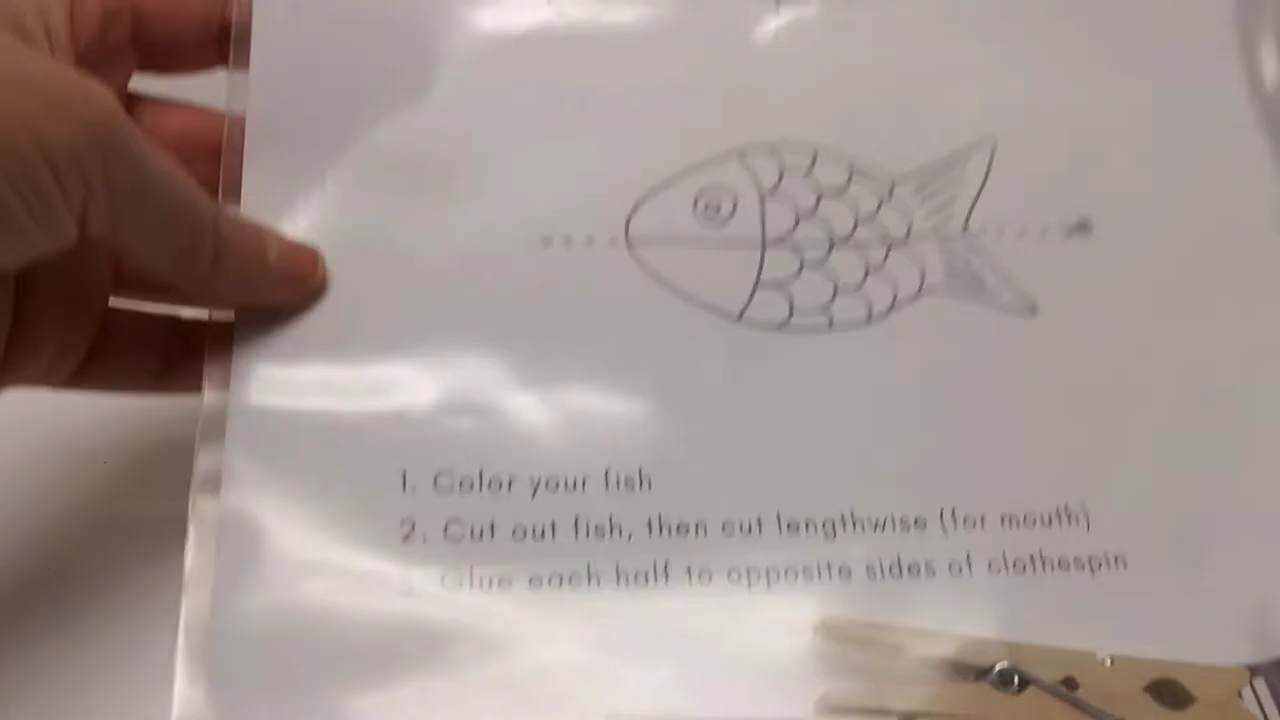 1. Color your fish
2. Cut out fish, then cut lengthwise (for mouth)
Glue each half to opposite sides of clothespin